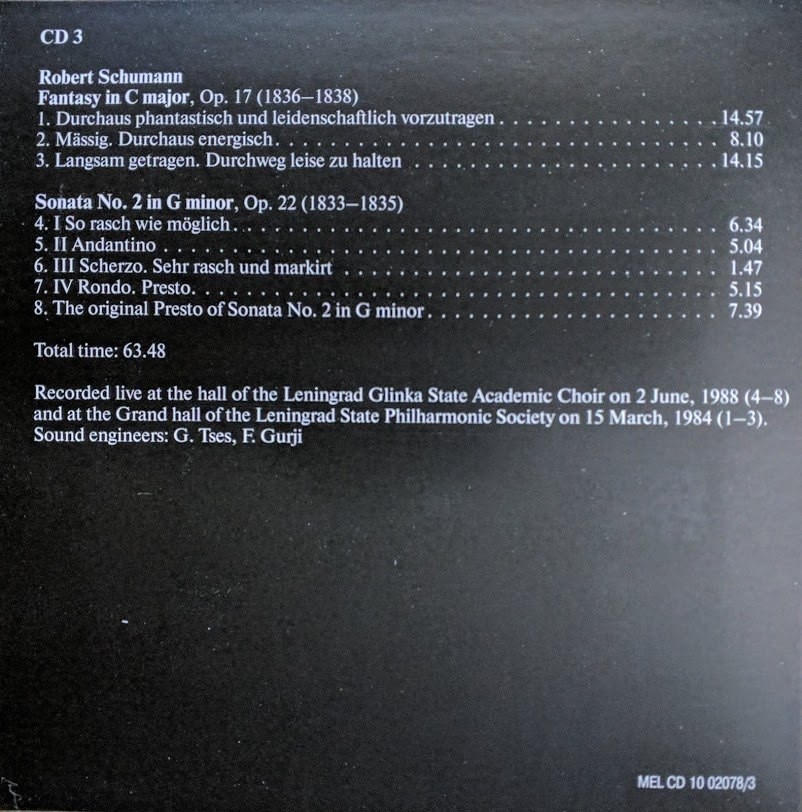 CD 3
Robert Schumann
Fantasy in C major, Op. 17 (1836–1838)
1. Durchaus phantastisch und leidenschaftlich vorzutragen . . . . . . . . . . . . . . . . . 14.57
2. Mässig. Durchaus energisch. . . . . . . . . . . . . . . . . . . . . . . . . . . . . . . . . . 8.10
3. Langsam getragen. Durchweg leise zu halten . . . . . . . . . . . . . . . . . . . . . . . 14.15
Sonata No. 2 in G minor, Op. 22 (1833–1835)
4. I So rasch wie möglich . . . . . . . . . . . . . . . . . . . . . . . . . . . . . . . . . . . . 6.34
5. II Andantino . . . . . . . . . . . . . . . . . . . . . . . . . . . . . . . . . . . . . . . . . 5.04
6. III Scherzo. Sehr rasch und markirt . . . . . . . . . . . . . . . . . . . . . . . . . . . . 1.47
7. IV Rondo. Presto. . . . . . . . . . . . . . . . . . . . . . . . . . . . . . . . . . . . . . . 5.15
8. The original Presto of Sonata No. 2 in G minor . . . . . . . . . . . . . . . . . . . . . . 7.39
Total time: 63.48
Recorded live at the hall of the Leningrad Glinka State Academic Choir on 2 June, 1988 (4–8)
and at the Grand hall of the Leningrad State Philharmonic Society on 15 March, 1984 (1–3).
Sound engineers: G. Tses, F. Gurji
MEL CD 10 02078/3